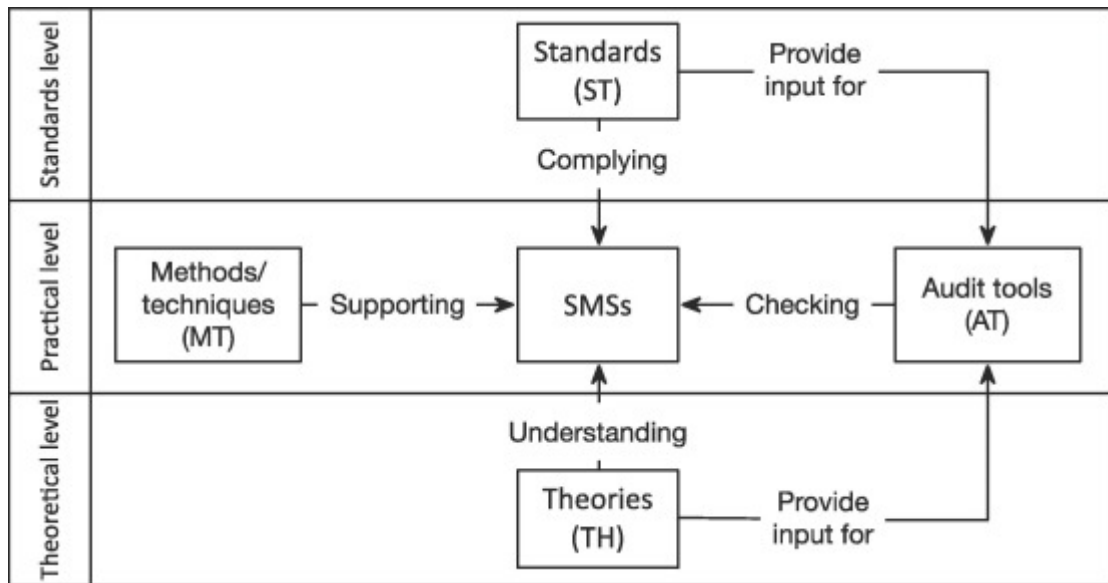 Standards level
Standards
(ST)
Provide
input for
Complying
Practical level
Methods/
techniques
(MT)
Supporting
SMSs
Checking
Audit tools
(AT)
Theoretical level
Understanding
Theories
(TH)
Provide
input for